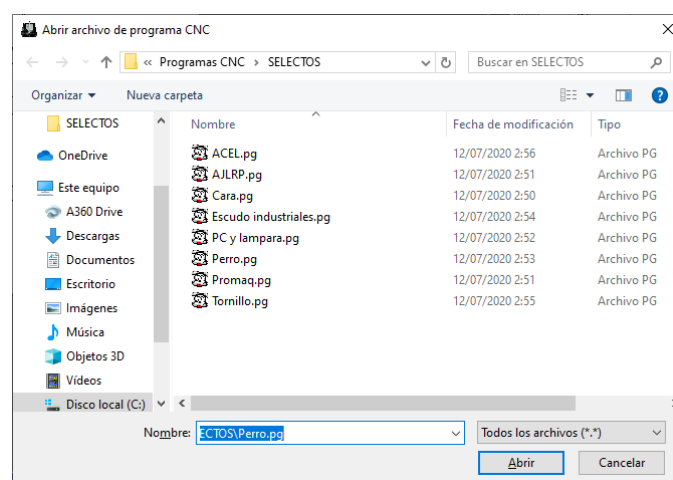 Abrir archivo de programa CNC
« Programas CNC > SELECTOS
Buscar en SELECTOS
Organizar
Nueva carpeta
SELECTOS
OneDrive
Este equipo
A360 Drive
Descargas
Documentos
Escritorio
Imágenes
Música
Objetos 3D
Vídeos
Disco local (C:)
Nombre Fecha de modificación Tipo
ACEL.pg 12/07/2020 2:56 Archivo PG
AJLRP.pg 12/07/2020 2:51 Archivo PG
Cara.pg 12/07/2020 2:50 Archivo PG
Escudo industriales.pg 12/07/2020 2:54 Archivo PG
PC y lampara.pg 12/07/2020 2:52 Archivo PG
Perro.pg 12/07/2020 2:53 Archivo PG
Promaq.pg 12/07/2020 2:51 Archivo PG
Tornillo.pg 12/07/2020 2:55 Archivo PG
Nombre: ECTOS\Perro.pg
Todos los archivos (*.*)
Abrir
Cancelar